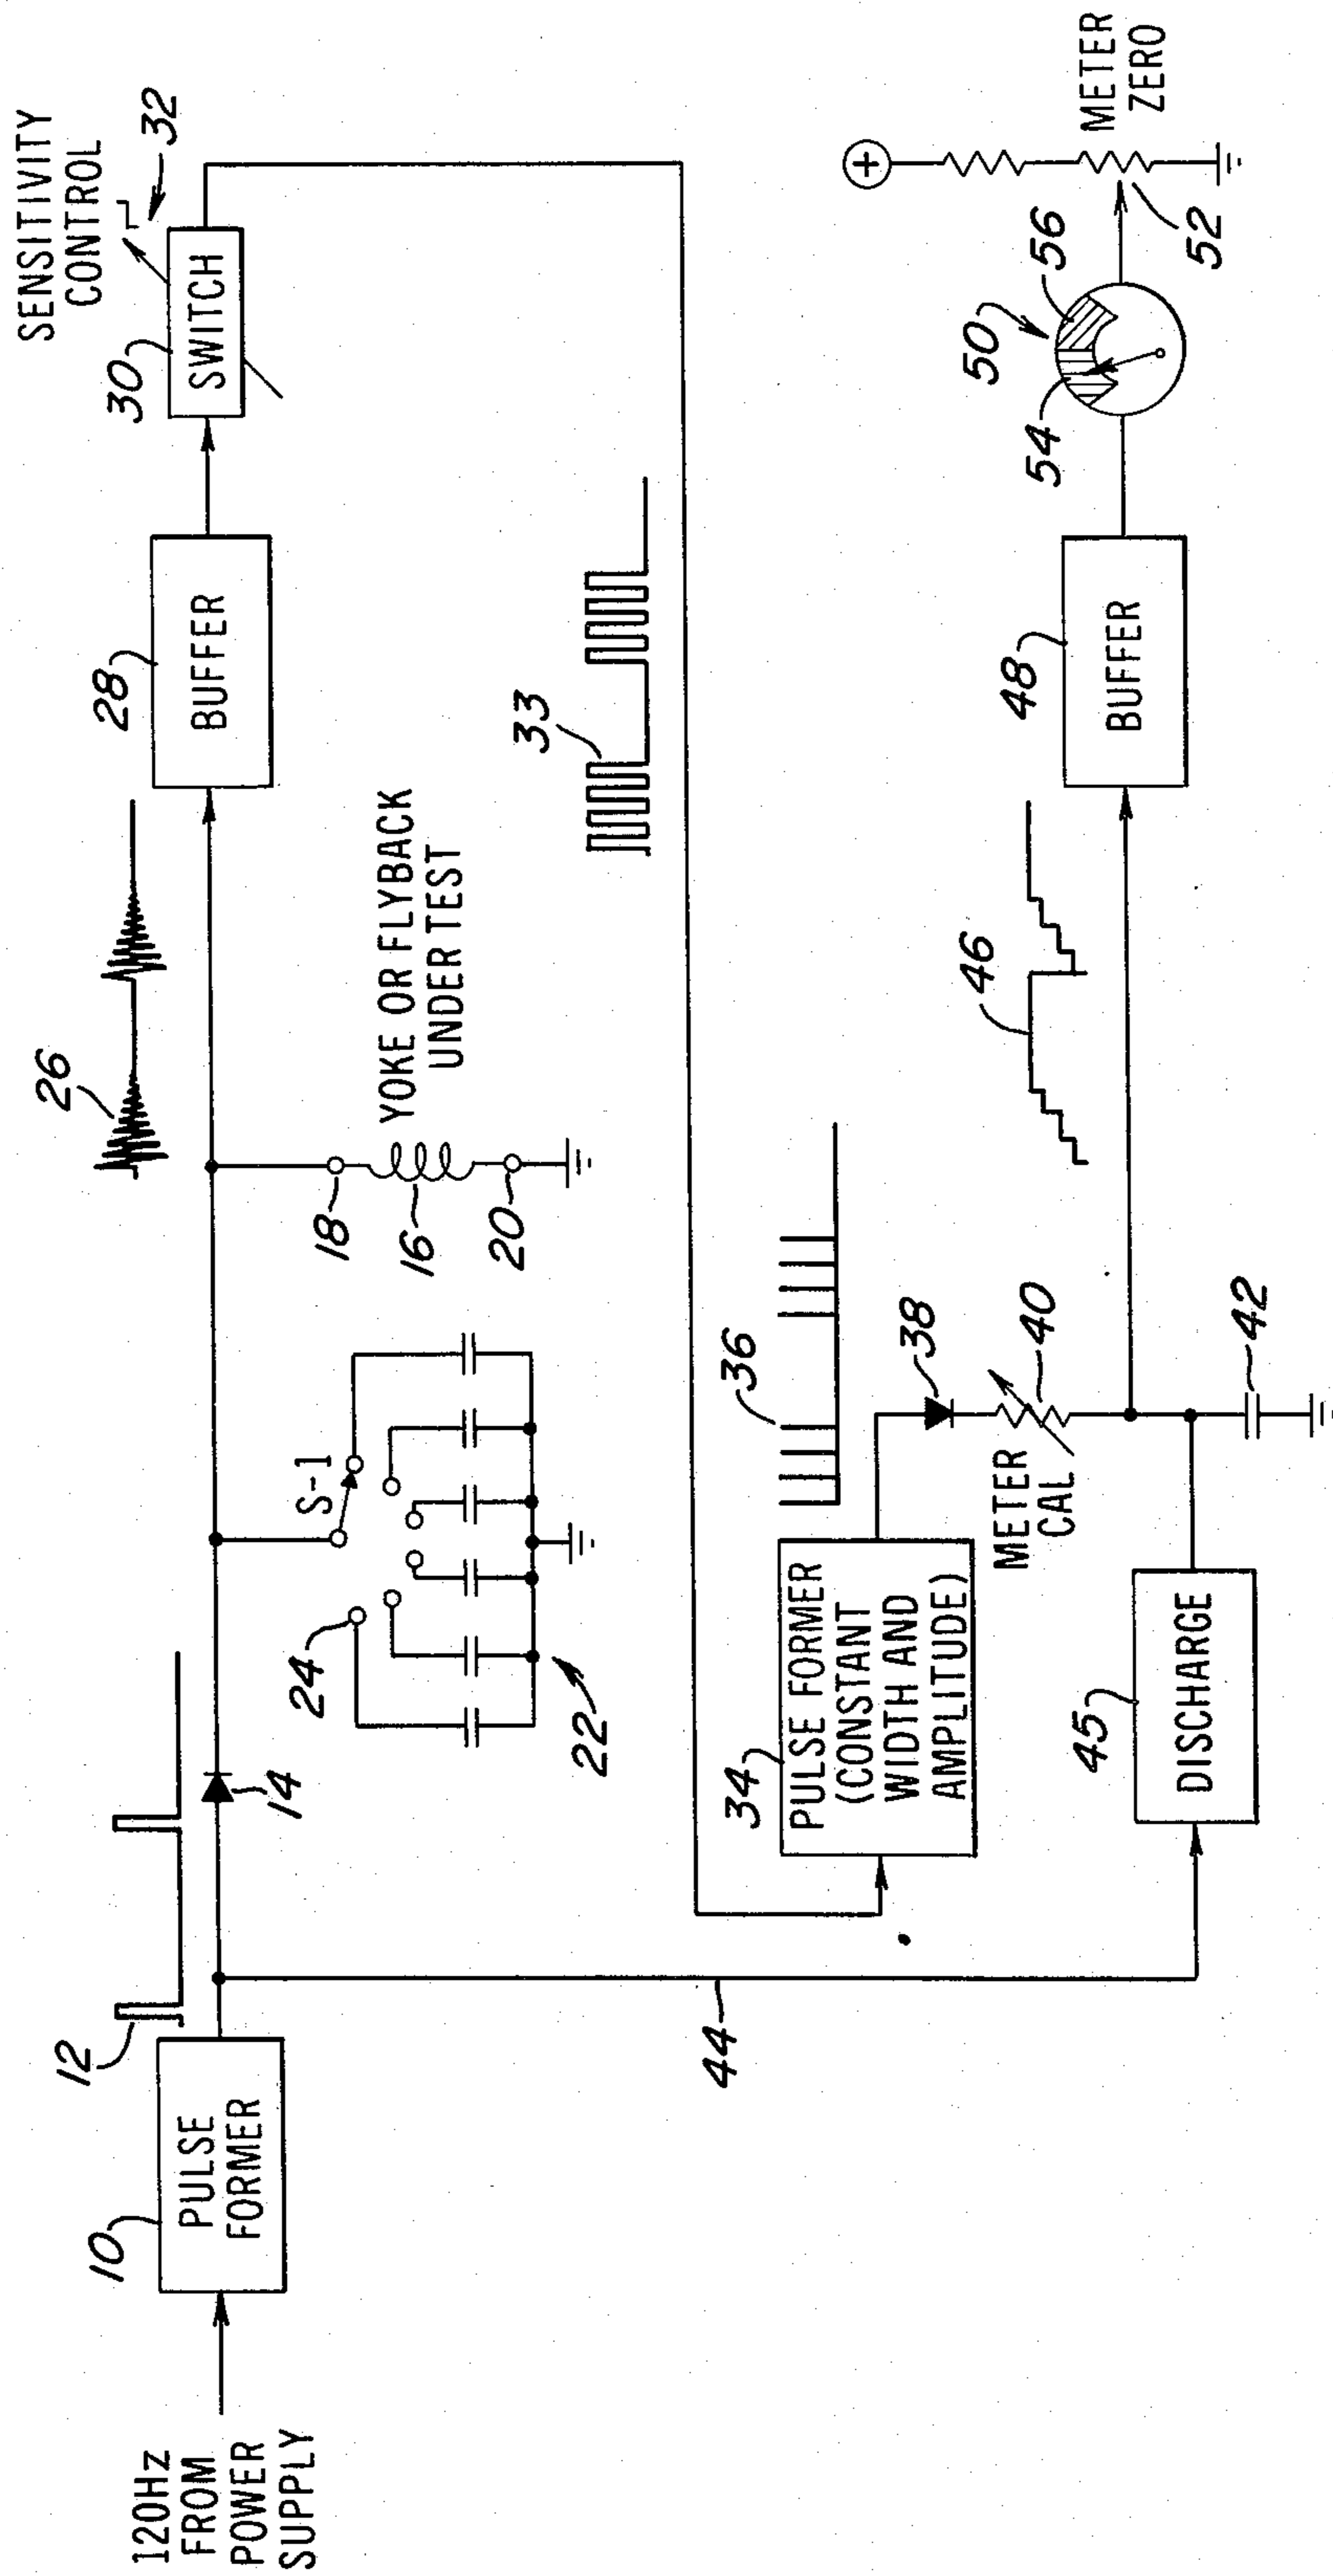 120Hz
FROM
POWER
SUPPLY
10
PULSE
FORMER
12
14
24
22
S-1
18
16
20
YOKE OR FLYBACK
UNDER TEST
26
28
BUFFER
30
SWITCH
SENSITIVITY
CONTROL
32
33
44
34
PULSE FORMER
(CONSTANT
WIDTH AND
AMPLITUDE)
36
38
METER
CAL
40
42
45
DISCHARGE
46
48
BUFFER
50
54
56
52
METER
ZERO